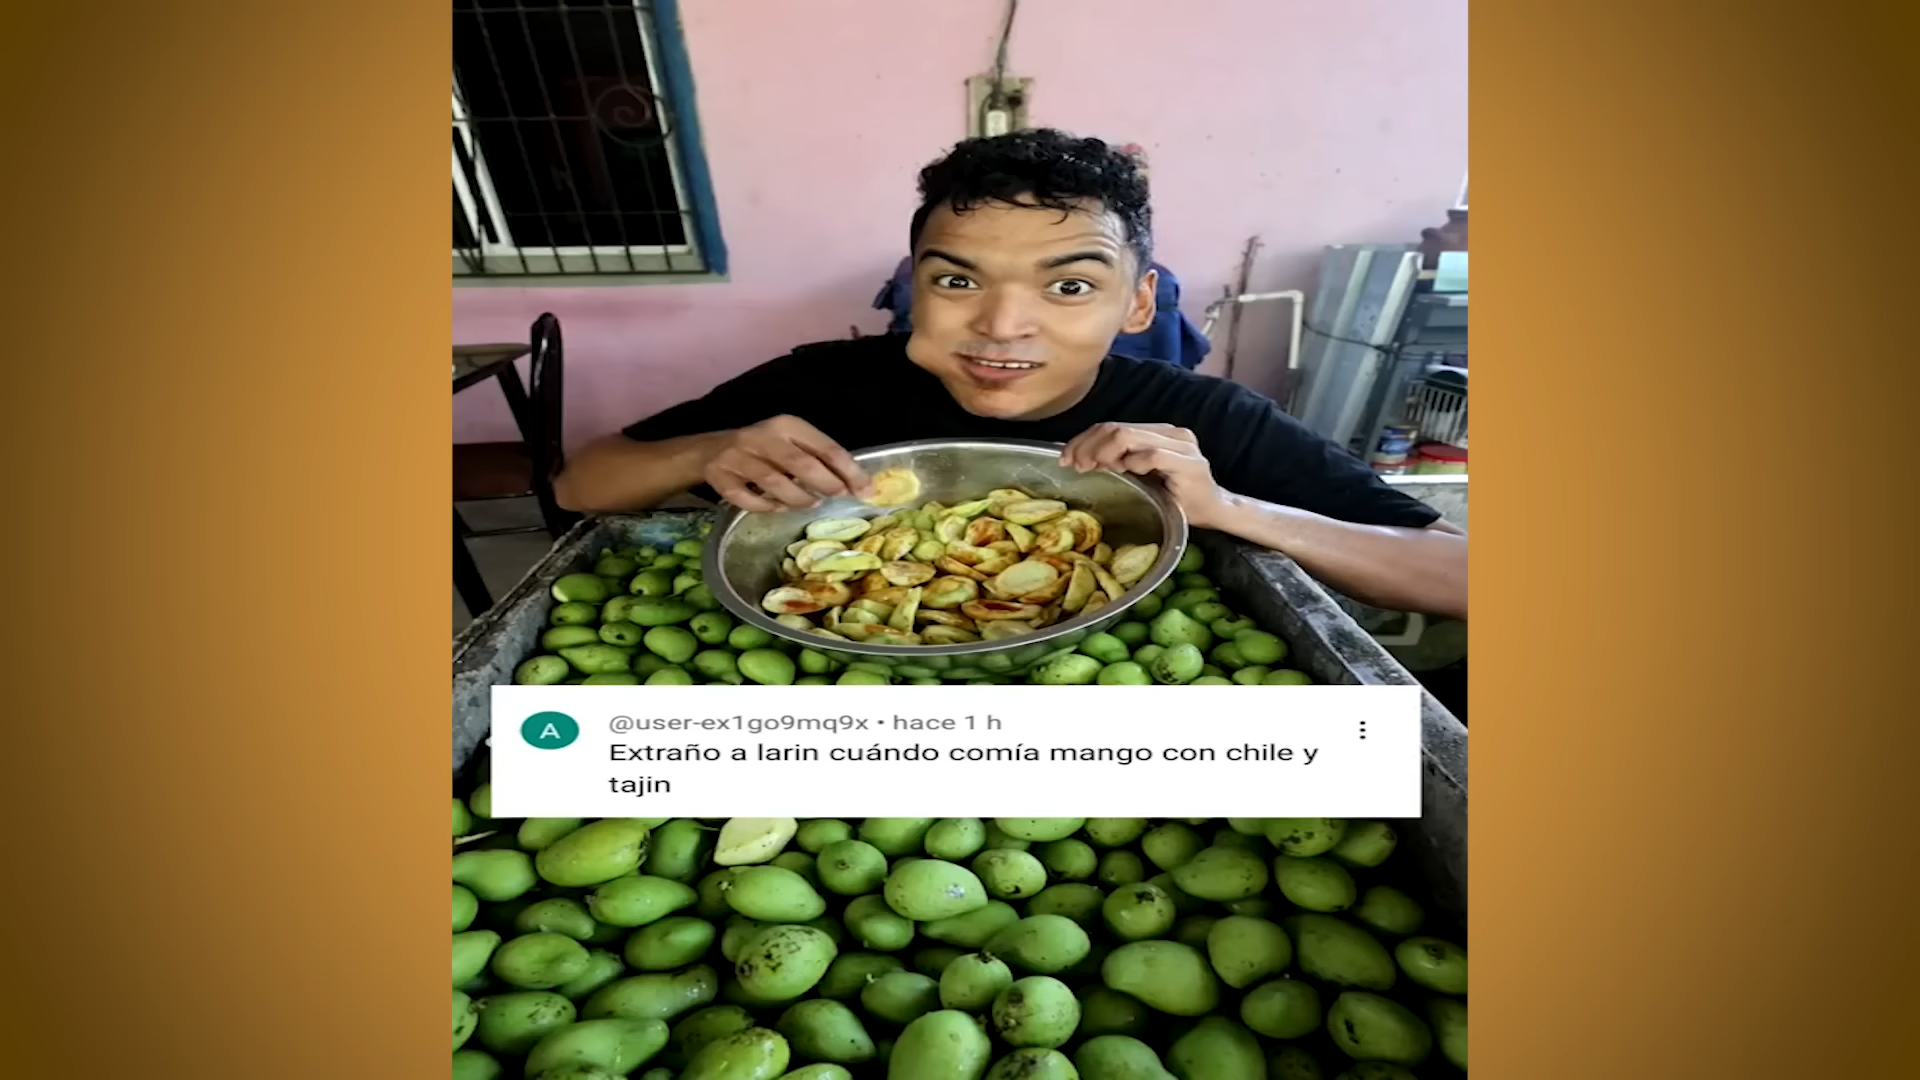 A
@user-ex1go9mq9x • hace 1 h
Extraño a larin cuándo comía mango con chile y
tajin